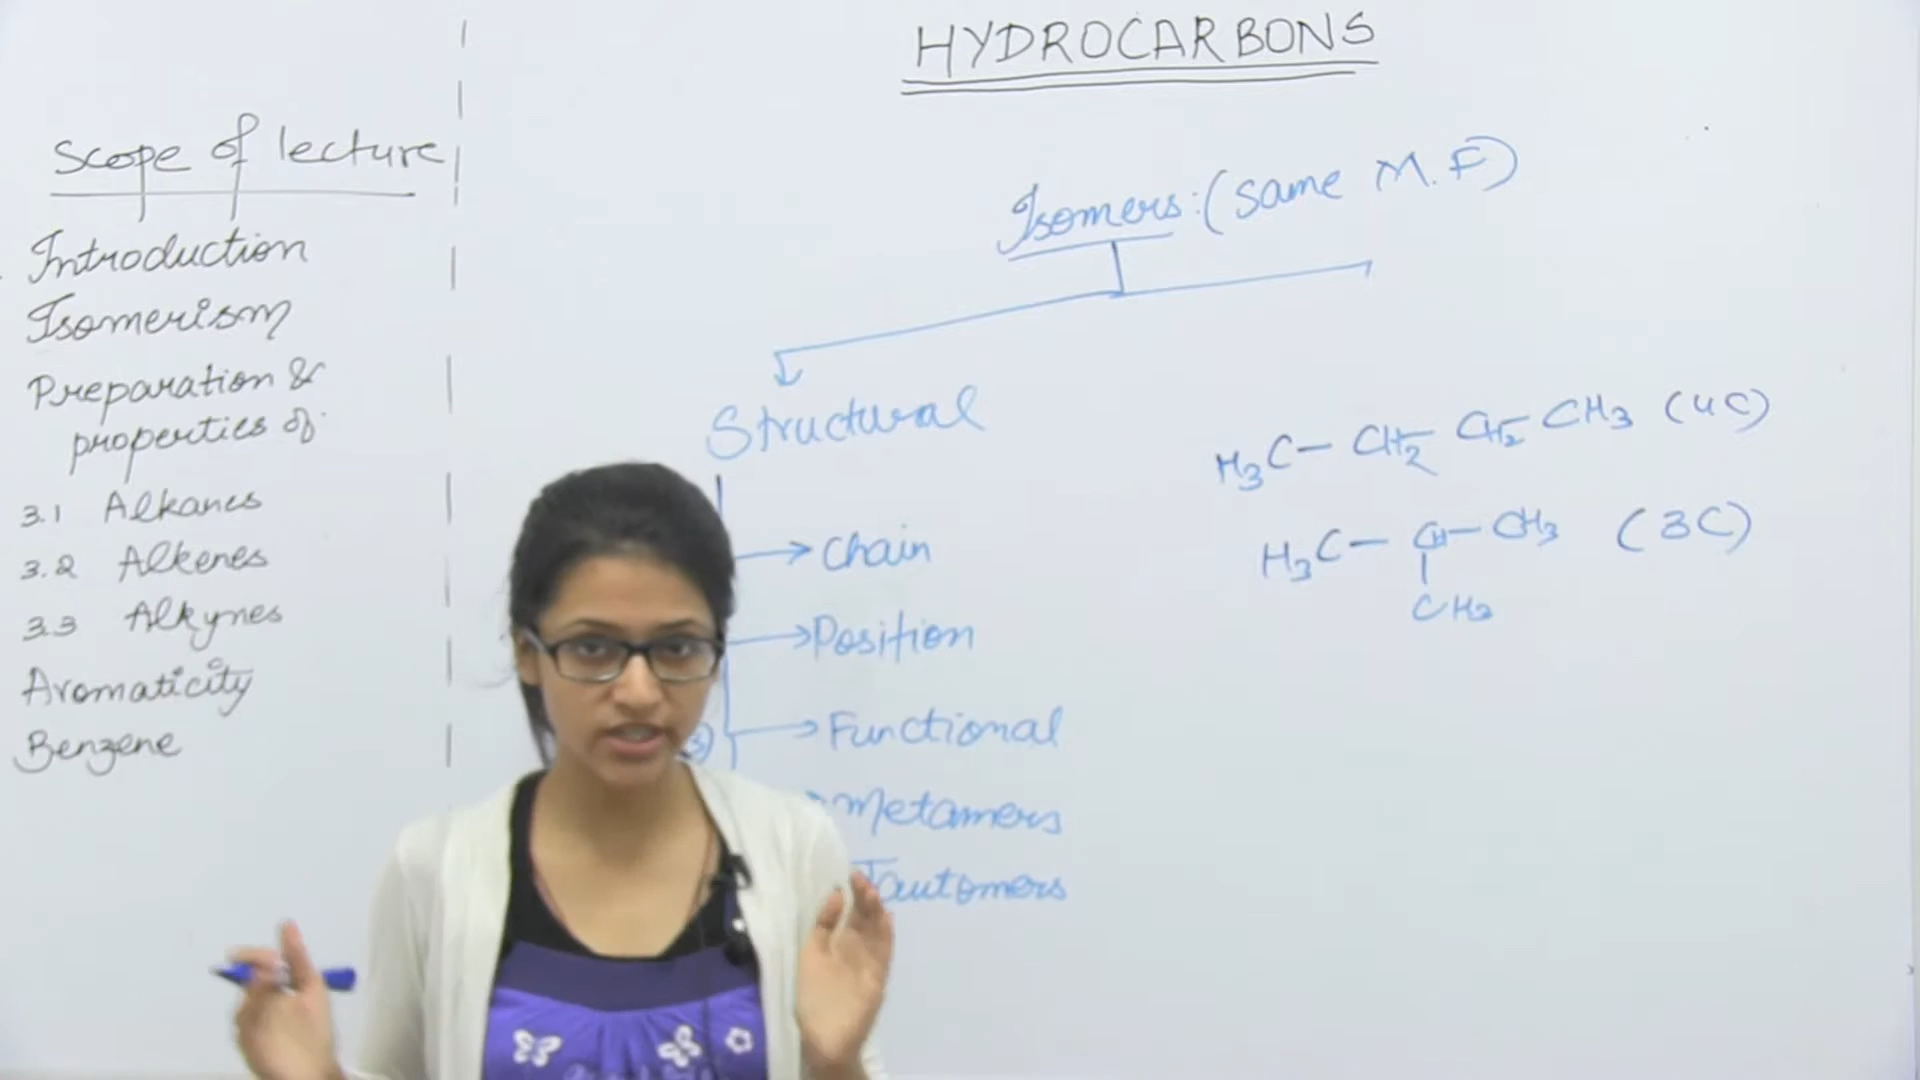 HYDROCARBONS
Scope of lecture
Introduction
Isomerism
Preparation &
properties of
3.1 Alkanes
3.2 Alkenes
3.3 Alkynes
Aromaticity
Benzene
Isomers: (same M.F)
Structural
Chain
Position
3) Functional
Metamers
Tautomers
H3C— CH2— CH2— CH3 (4C)
H3C— CH— CH3 (3C)
CH3